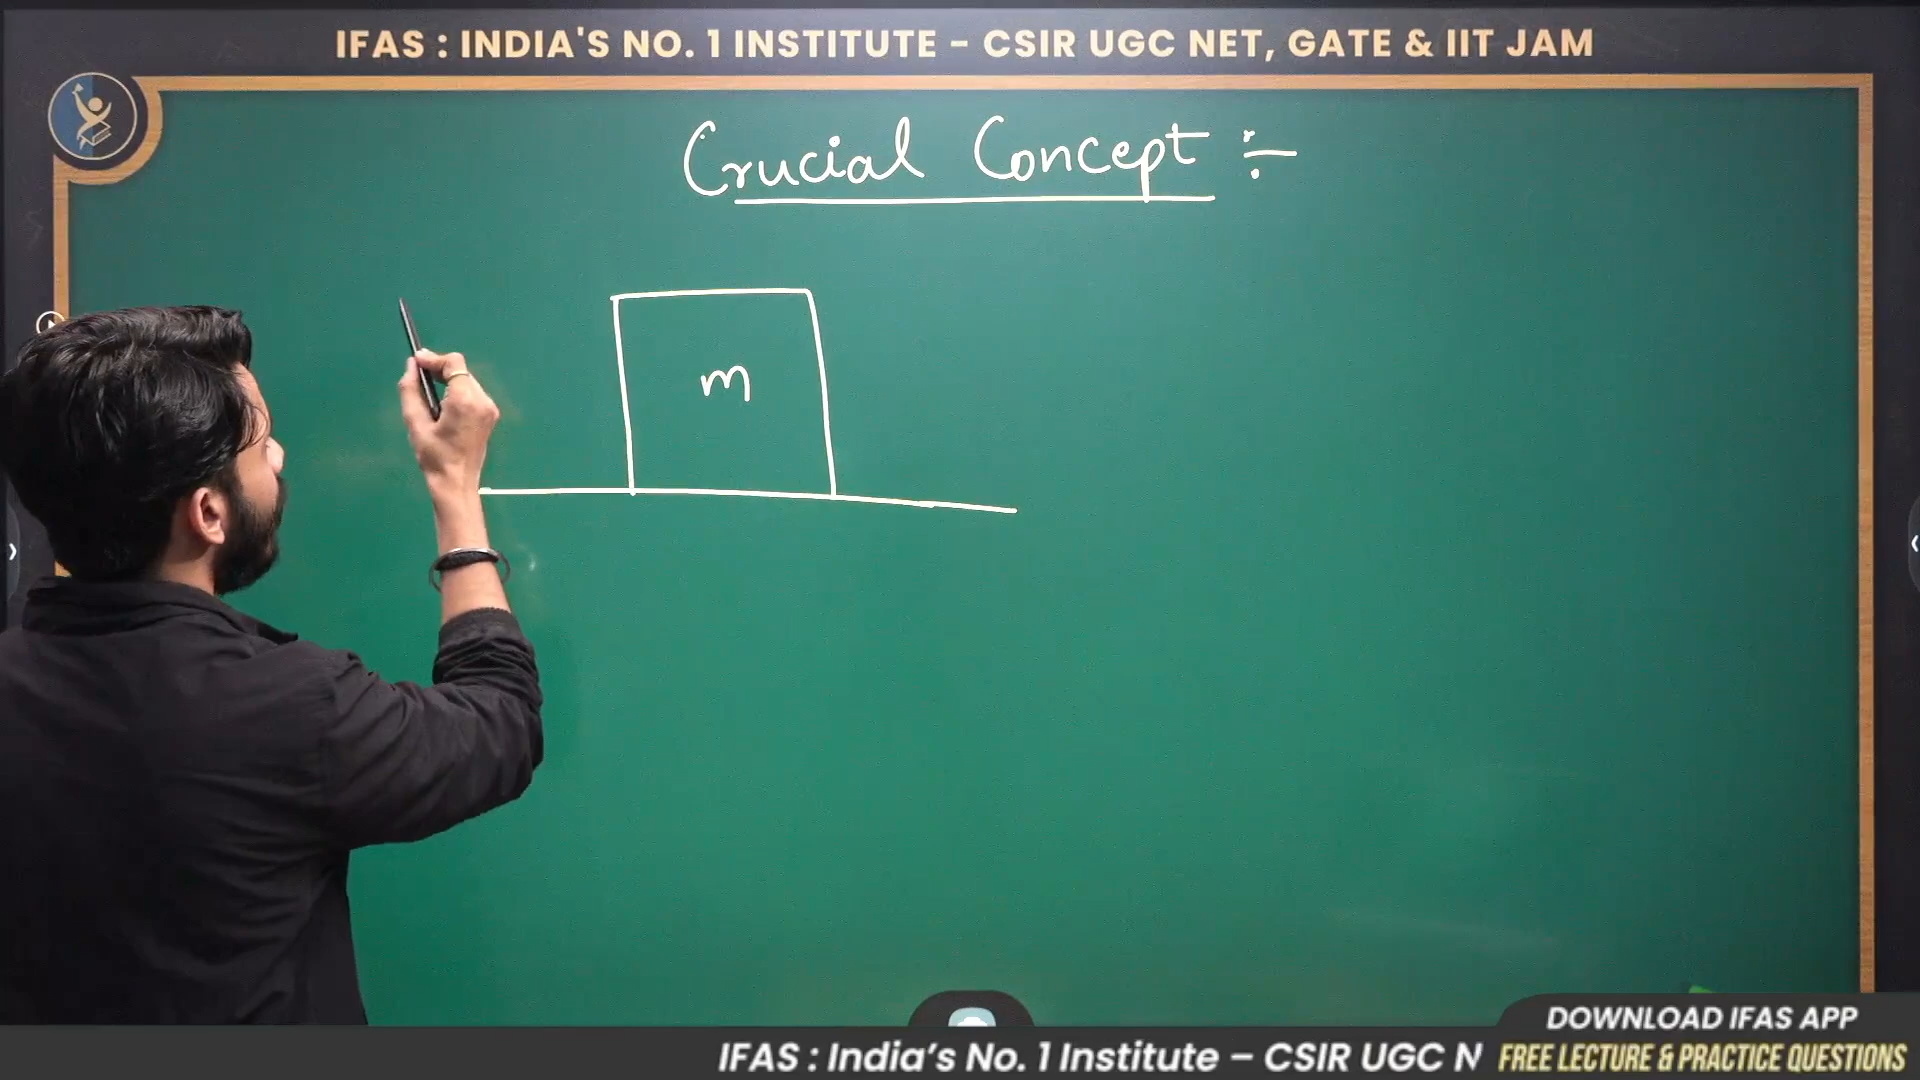 IFAS : INDIA'S NO. 1 INSTITUTE – CSIR UGC NET, GATE & IIT JAM
Crucial Concept :-
m
DOWNLOAD IFAS APP
IFAS : India’s No. 1 Institute – CSIR UGC N
FREE LECTURE & PRACTICE QUESTIONS